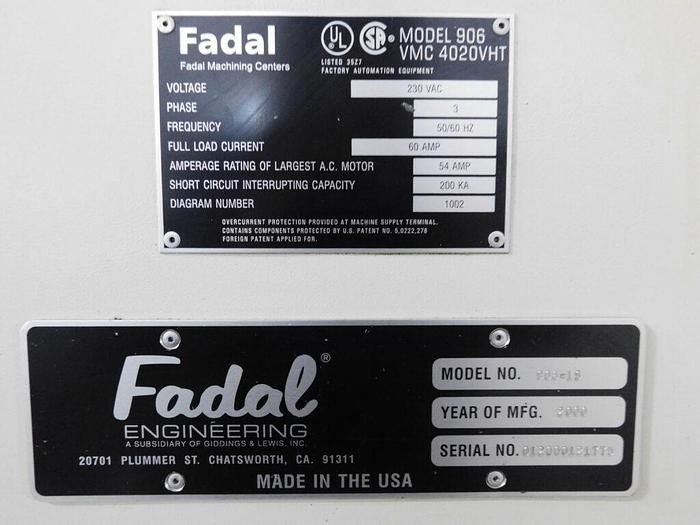 Fadal
Fadal Machining Centers
UL
SA
LISTED 35Z7
FACTORY AUTOMATION EQUIPMENT
MODEL 906
VMC 4020VHT
VOLTAGE 230 VAC
PHASE 3
FREQUENCY 50/60 HZ
FULL LOAD CURRENT 60 AMP
AMPERAGE RATING OF LARGEST A.C. MOTOR 54 AMP
SHORT CIRCUIT INTERRUPTING CAPACITY 200 KA
DIAGRAM NUMBER 1002
OVERCURRENT PROTECTION PROVIDED AT MACHINE SUPPLY TERMINAL.
CONTAINS COMPONENTS PROTECTED BY U.S. PATENT NO. 5,0222,278
FOREIGN PATENT APPLIED FOR.
Fadal®
ENGINEERING
A SUBSIDIARY OF GIDDINGS & LEWIS, INC.
20701 PLUMMER ST. CHATSWORTH, CA. 91311
MADE IN THE USA
MODEL NO.
YEAR OF MFG. 2000
SERIAL NO.